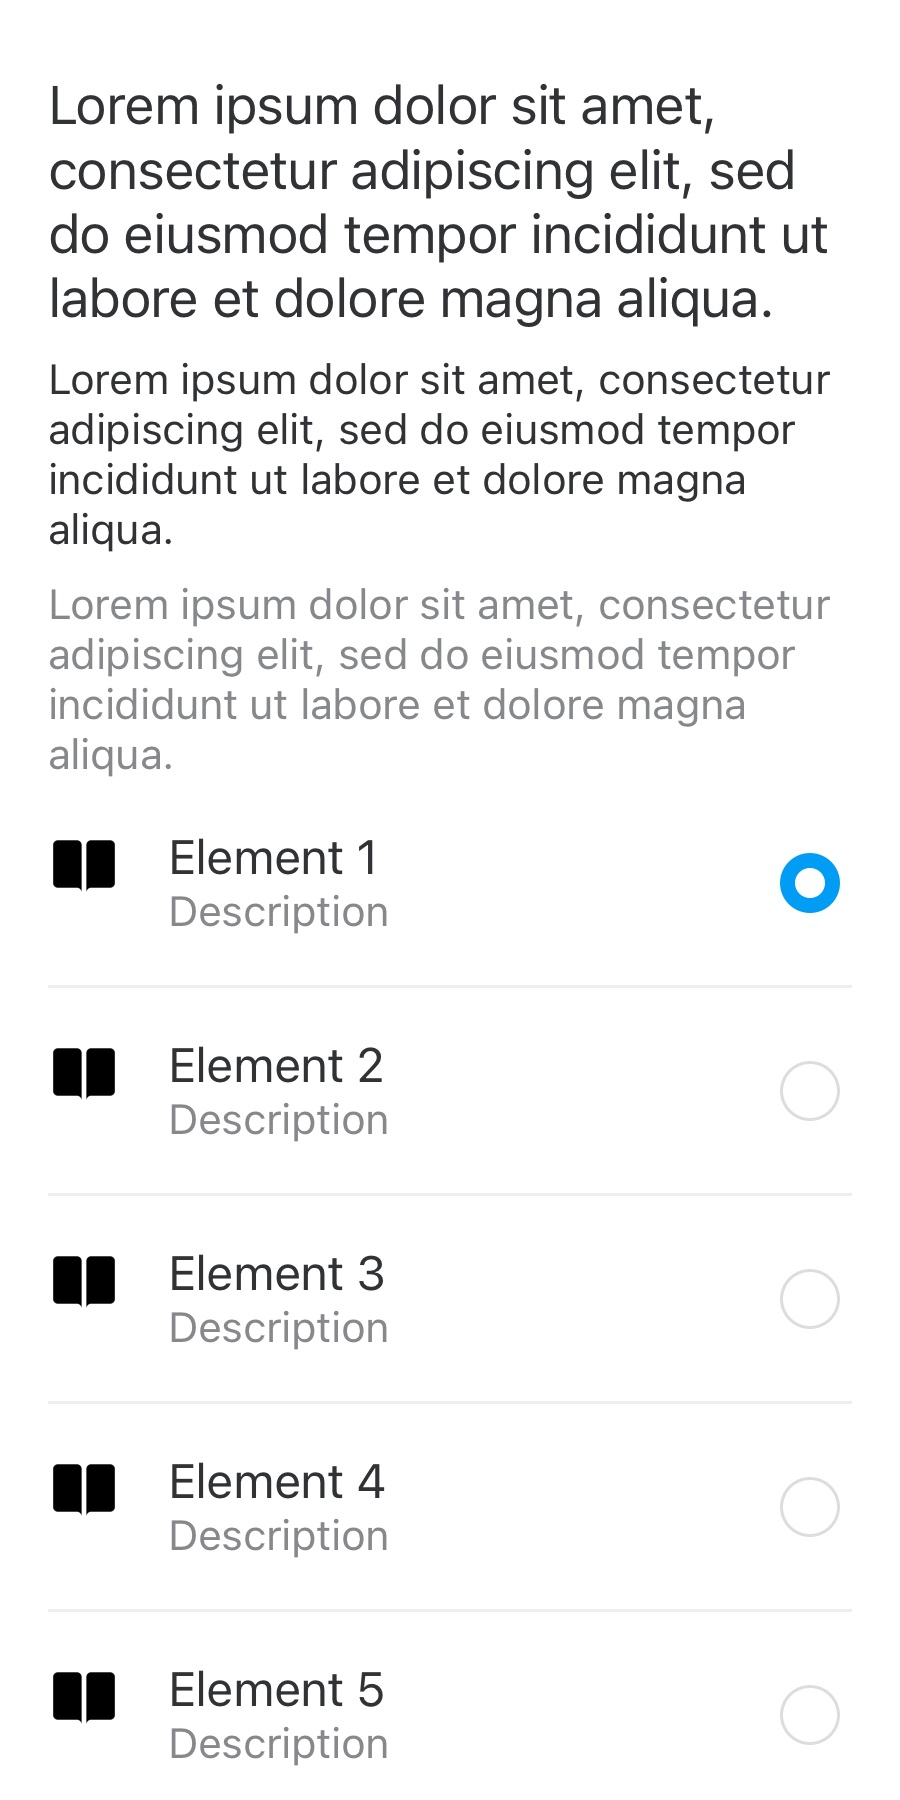 Lorem ipsum dolor sit amet,
consectetur adipiscing elit, sed
do eiusmod tempor incididunt ut
labore et dolore magna aliqua.
Lorem ipsum dolor sit amet, consectetur
adipiscing elit, sed do eiusmod tempor
incididunt ut labore et dolore magna
aliqua.
Lorem ipsum dolor sit amet, consectetur
adipiscing elit, sed do eiusmod tempor
incididunt ut labore et dolore magna
aliqua.
Element 1
Description
Element 2
Description
Element 3
Description
Element 4
Description
Element 5
Description